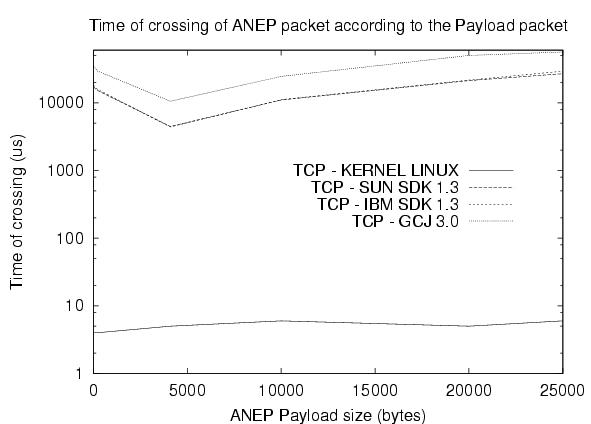 Time of crossing of ANEP packet according to the Payload packet
Time of crossing (us)
10000
1000
100
10
1
TCP - KERNEL LINUX
TCP - SUN SDK 1.3
TCP - IBM SDK 1.3
TCP - GCJ 3.0
0 5000 10000 15000 20000 25000
ANEP Payload size (bytes)